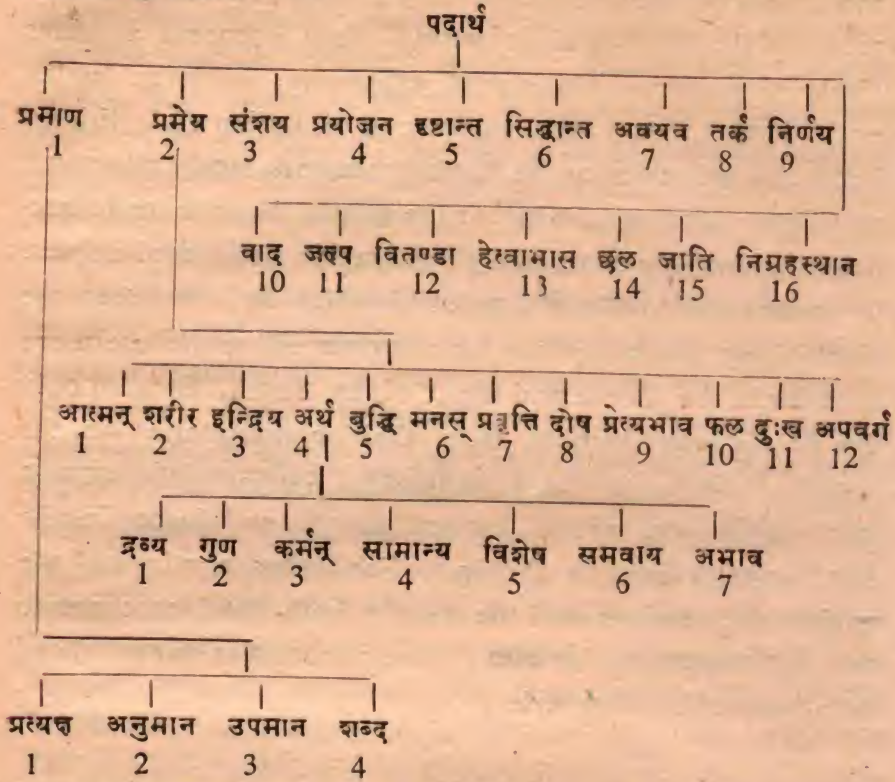 पदार्थ
प्रमाण प्रमेय संशय प्रयोजन दृष्टान्त सिद्धान्त अवयव तर्क निर्णय
1 2 3 4 5 6 7 8 9
वाद जल्प वितण्डा हेत्वाभास छल जाति निग्रहस्थान
10 11 12 13 14 15 16
आत्मन् शरीर इन्द्रिय अर्थ बुद्धि मनस् प्रवृत्ति दोष प्रेत्यभाव फल दुःख अपवर्ग
1 2 3 4 5 6 7 8 9 10 11 12
द्रव्य गुण कर्मन् सामान्य विशेष समवाय अभाव
1 2 3 4 5 6 7
प्रत्यक्ष अनुमान उपमान शब्द
1 2 3 4